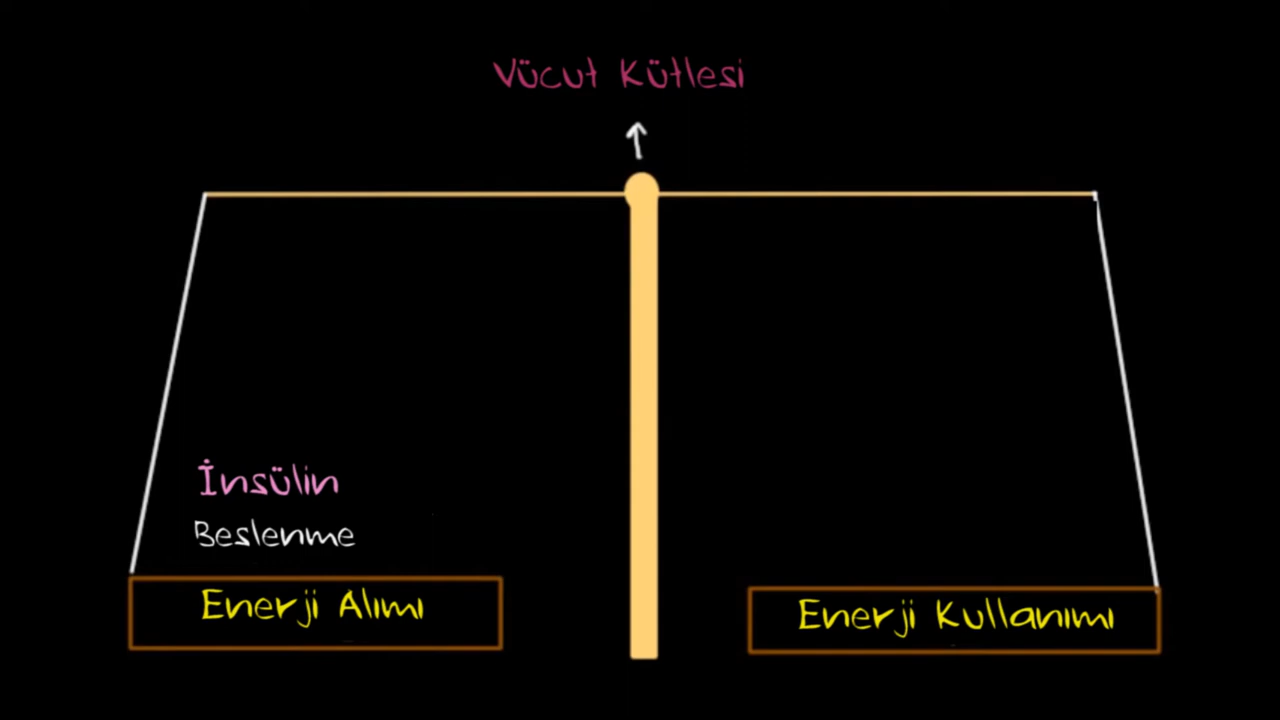 Vücut Kütlesi
İnsülin
Beslenme
Enerji Alımı
Enerji Kullanımı